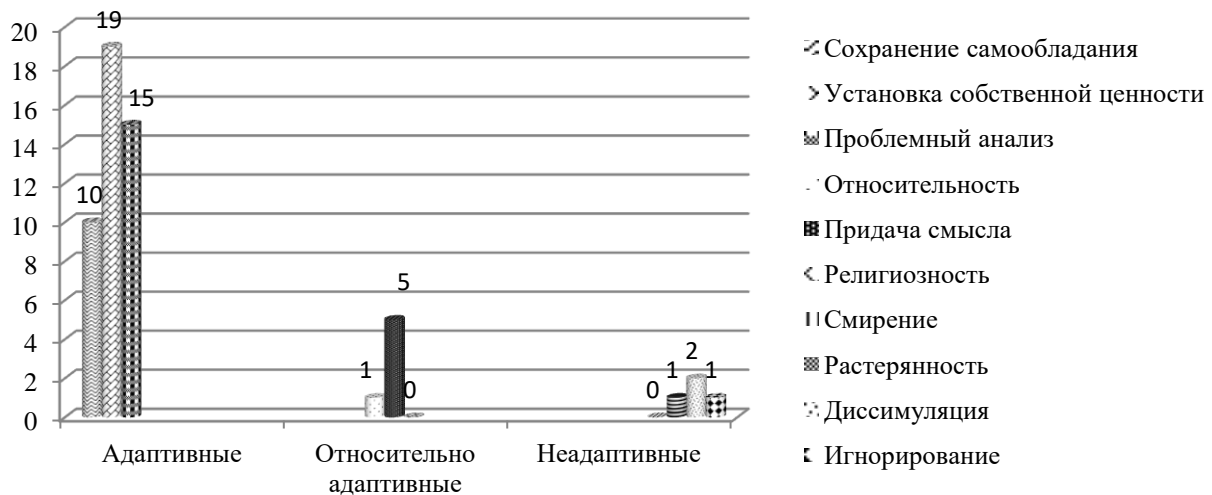 20
18
16
14
12
10
8
6
4
2
0
10
19
15
1
5
0
0
1
2
1
Адаптивные
Относительно
адаптивные
Неадаптивные
Сохранение самообладания
Установка собственной ценности
Проблемный анализ
Относительность
Придача смысла
Религиозность
Смирение
Растерянность
Диссимуляция
Игнорирование